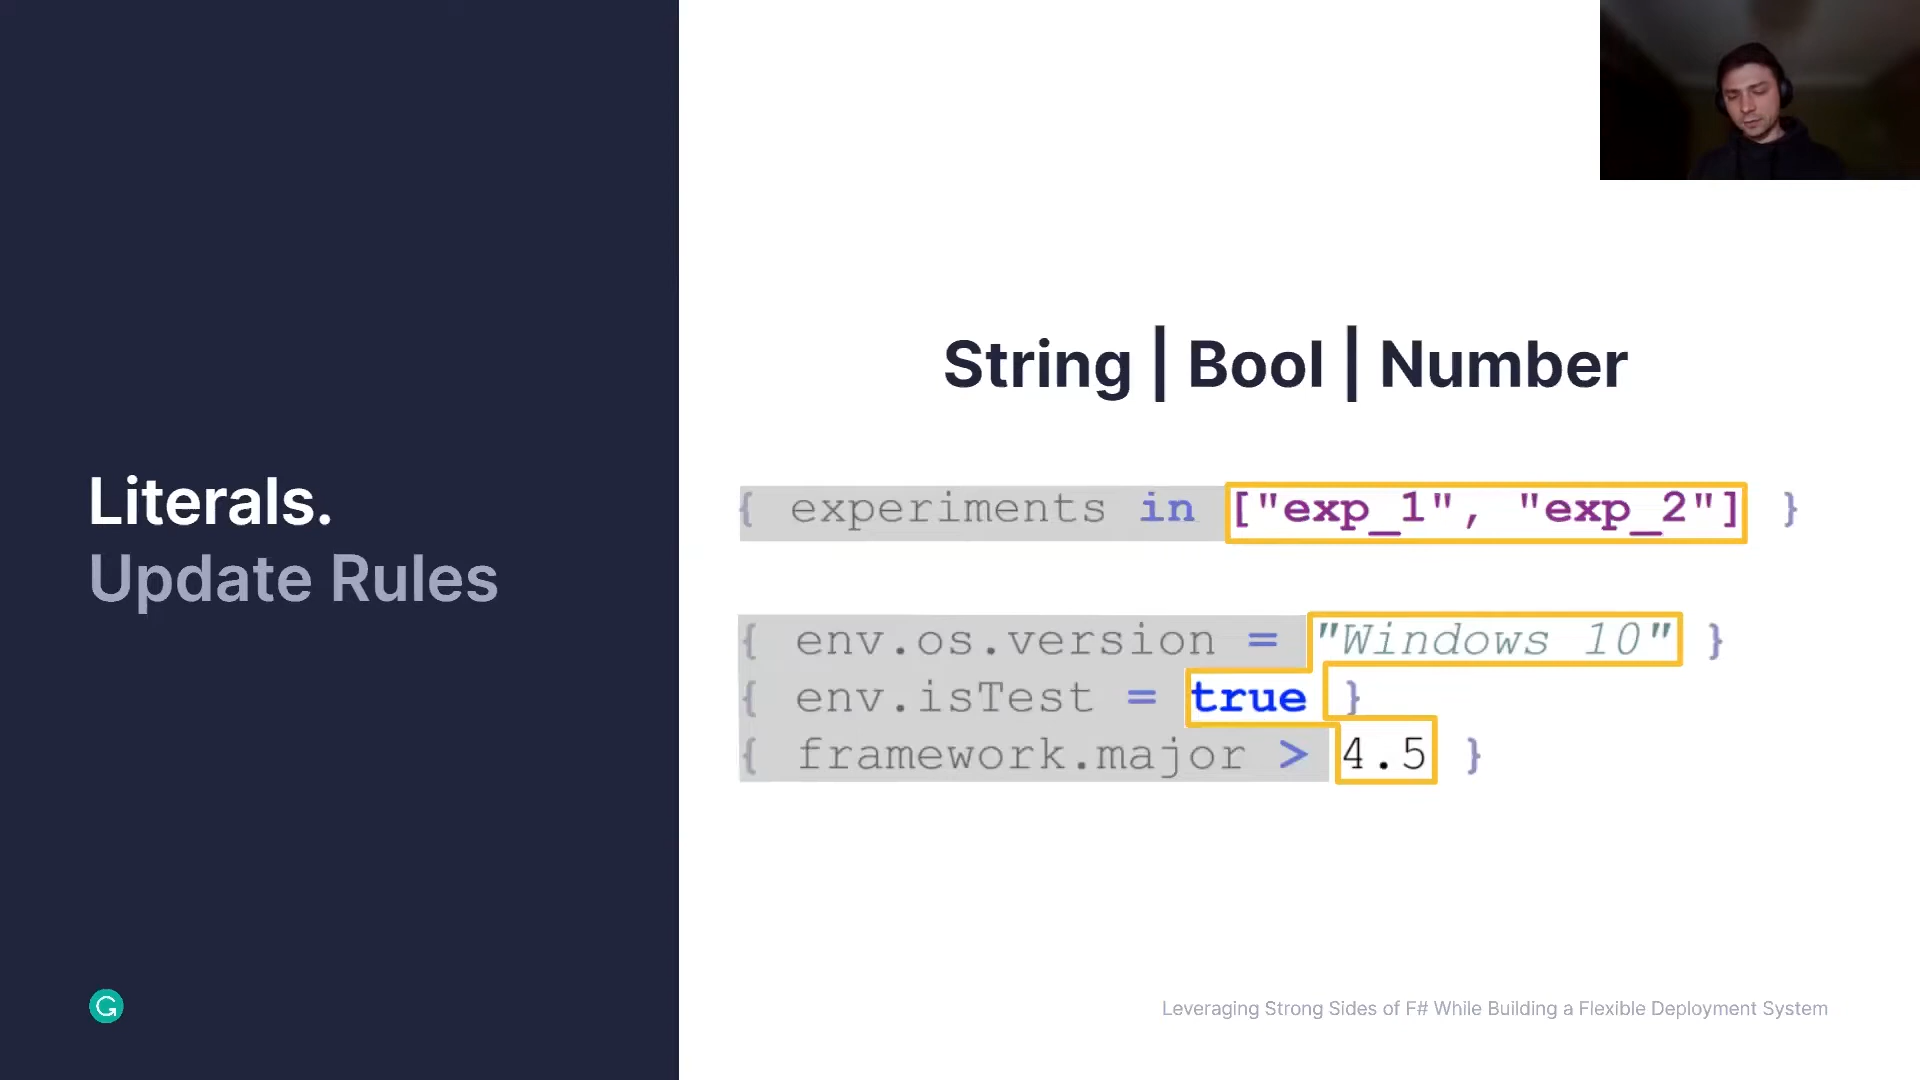 Literals.
Update Rules
String | Bool | Number
{ experiments in ["exp_1", "exp_2"] }
{ env.os.version = "Windows 10" }
{ env.isTest = true }
{ framework.major > 4.5 }
Leveraging Strong Sides of F# While Building a Flexible Deployment System